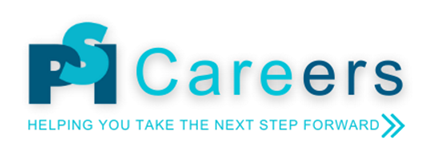 PSI Careers
HELPING YOU TAKE THE NEXT STEP FORWARD